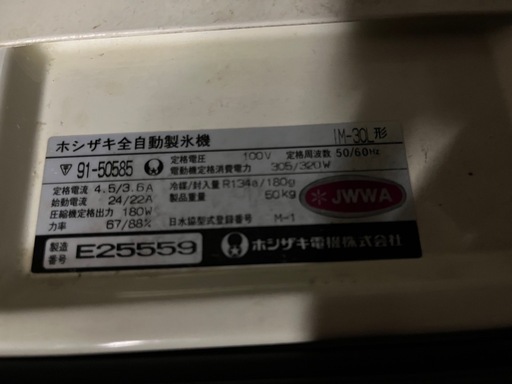 ホシザキ全自動製氷機 IM-30L形
91-50585 定格電圧 100V 定格周波数 50/60Hz
電動機定格消費電力 305/320W
定格電流 4.5/3.6A 冷媒/封入量 R134a/180g
始動電流 24/22A 製品重量 60kg
圧縮機定格出力 180W
力率 67/88% 日水協型式登録番号 M-1
JWWA
製造番号 E25559 ホシザキ電機株式会社